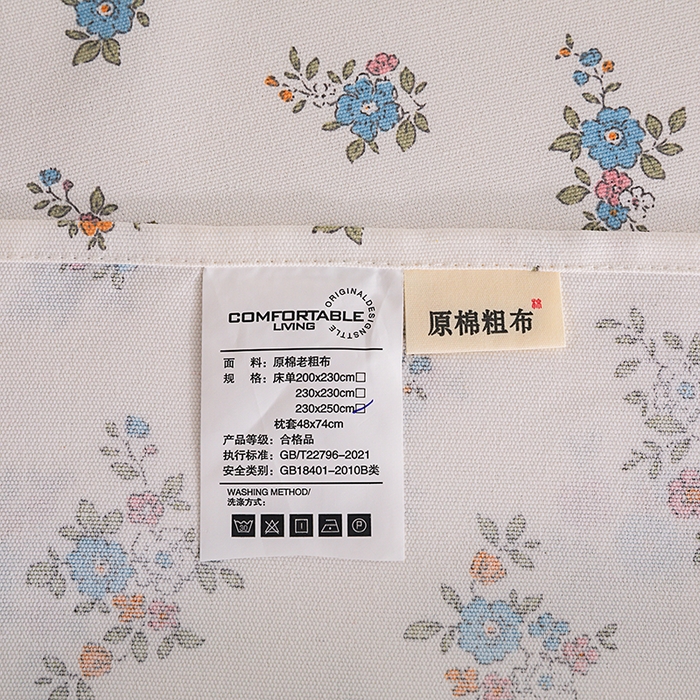 COMFORTABLE
LIVING
ORIGINALDESIGNSTTLE
面 料：原棉老粗布
规 格：床单200x230cm□
230x230cm□
230x250cm□
枕套48x74cm
产品等级：合格品
执行标准：GB/T22796-2021
安全类别：GB18401-2010B类
WASHING METHOD/
洗涤方式：
30
P
原棉粗布
棉